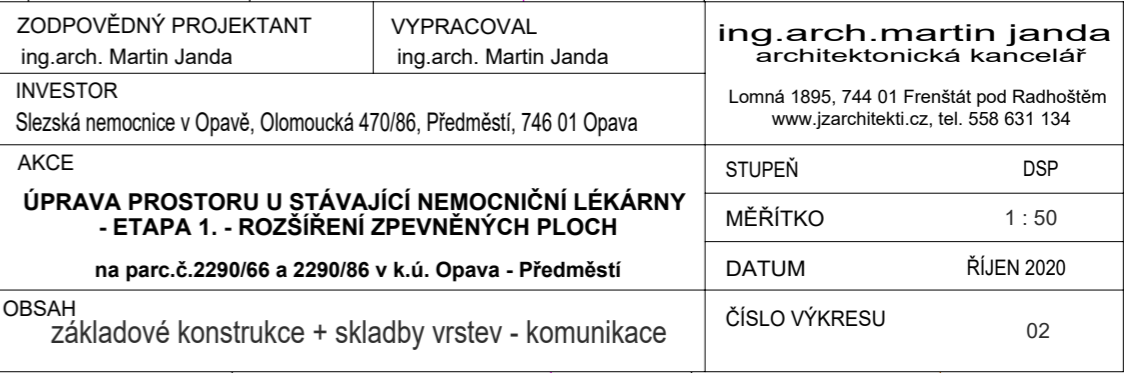 ZODPOVĚDNÝ PROJEKTANT
ing.arch. Martin Janda
VYPRACOVAL
ing.arch. Martin Janda
ing.arch.martin janda
architektonická kancelář
Lomná 1895, 744 01 Frenštát pod Radhoštěm
www.jzarchitekti.cz, tel. 558 631 134
INVESTOR
Slezská nemocnice v Opavě, Olomoucká 470/86, Předměstí, 746 01 Opava
AKCE
ÚPRAVA PROSTORU U STÁVAJÍCÍ NEMOCNIČNÍ LÉKÁRNY
- ETAPA 1. - ROZŠÍŘENÍ ZPEVNĚNÝCH PLOCH
na parc.č.2290/66 a 2290/86 v k.ú. Opava - Předměstí
STUPEŇ DSP
MĚŘÍTKO 1 : 50
DATUM ŘÍJEN 2020
OBSAH
základové konstrukce + skladby vrstev - komunikace
ČÍSLO VÝKRESU 02